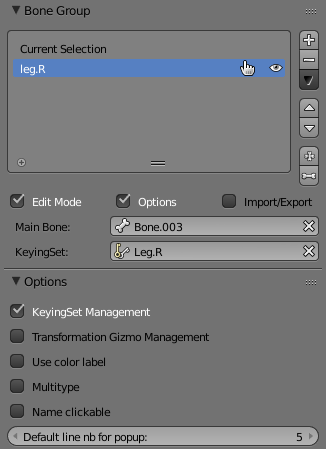 Bone Group
Current Selection
leg.R
Edit Mode Options Import/Export
Main Bone: Bone.003
KeyingSet: Leg.R
Options
KeyingSet Management
Transformation Gizmo Management
Use color label
Multitype
Name clickable
Default line nb for popup: 5